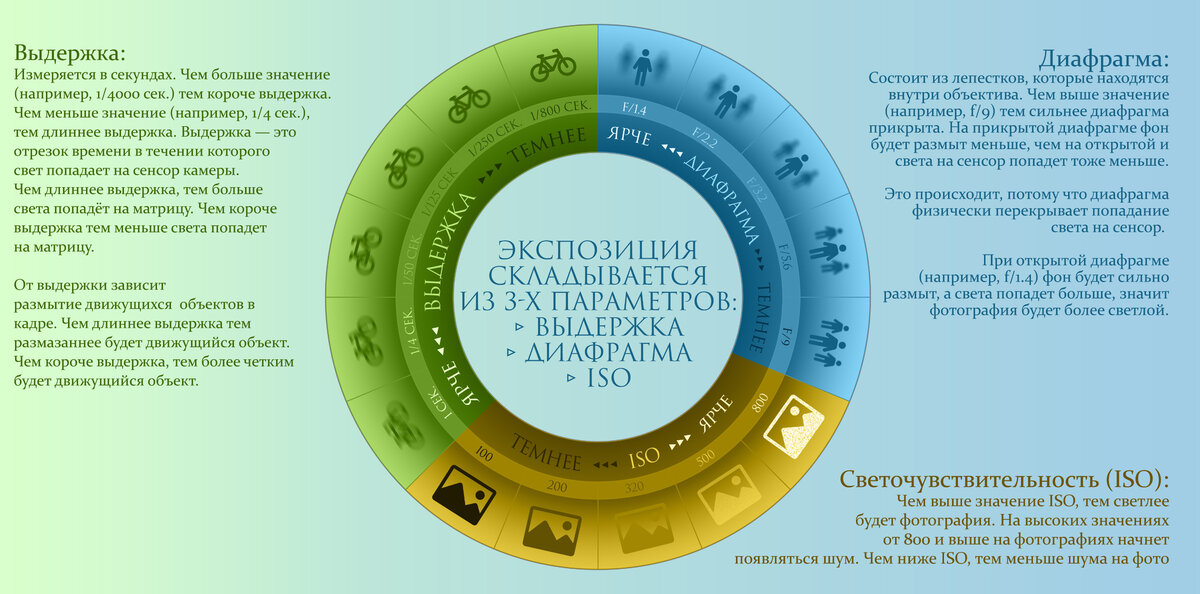 Выдержка:
Измеряется в секундах. Чем больше значение
(например, 1/4000 сек.) тем короче выдержка.
Чем меньше значение (например, 1/4 сек.),
тем длиннее выдержка. Выдержка — это
отрезок времени в течении которого
свет попадает на сенсор камеры.
Чем длиннее выдержка, тем больше
света попадёт на матрицу. Чем короче
выдержка тем меньше света попадет
на матрицу.
От выдержки зависит
размытие движущихся объектов в
кадре. Чем длиннее выдержка тем
размазаннее будет движущийся объект.
Чем короче выдержка, тем более четким
будет движущийся объект.
1/800 СЕК.
1/250 СЕК.
1/125 СЕК
1/50 СЕК.
1/4 СЕК.
1 СЕК.
ТЕМНЕЕ
ВЫДЕРЖКА
ЯРЧЕ
F/1.4
F/2.2
F/3.2
F/5.6
F/9
ЯРЧЕ
ДИАФРАГМА
ТЕМНЕЕ
ЭКСПОЗИЦИЯ
СКЛАДЫВАЕТСЯ
ИЗ 3-Х ПАРАМЕТРОВ:
▹ ВЫДЕРЖКА
▹ ДИАФРАГМА
▹ ISO
100
200
320
500
800
ТЕМНЕЕ
ISO
ЯРЧЕ
Диафрагма:
Состоит из лепестков, которые находятся
внутри объектива. Чем выше значение
(например, f/9) тем сильнее диафрагма
прикрыта. На прикрытой диафрагме фон
будет размыт меньше, чем на открытой и
света на сенсор попадет тоже меньше.
Это происходит, потому что диафрагма
физически перекрывает попадание
света на сенсор.
При открытой диафрагме
(например, f/1.4) фон будет сильно
размыт, а света попадет больше, значит
фотография будет более светлой.
Светочувствительность (ISO):
Чем выше значение ISO, тем светлее
будет фотография. На высоких значениях
от 800 и выше на фотографиях начнет
появляться шум. Чем ниже ISO, тем меньше шума на фото